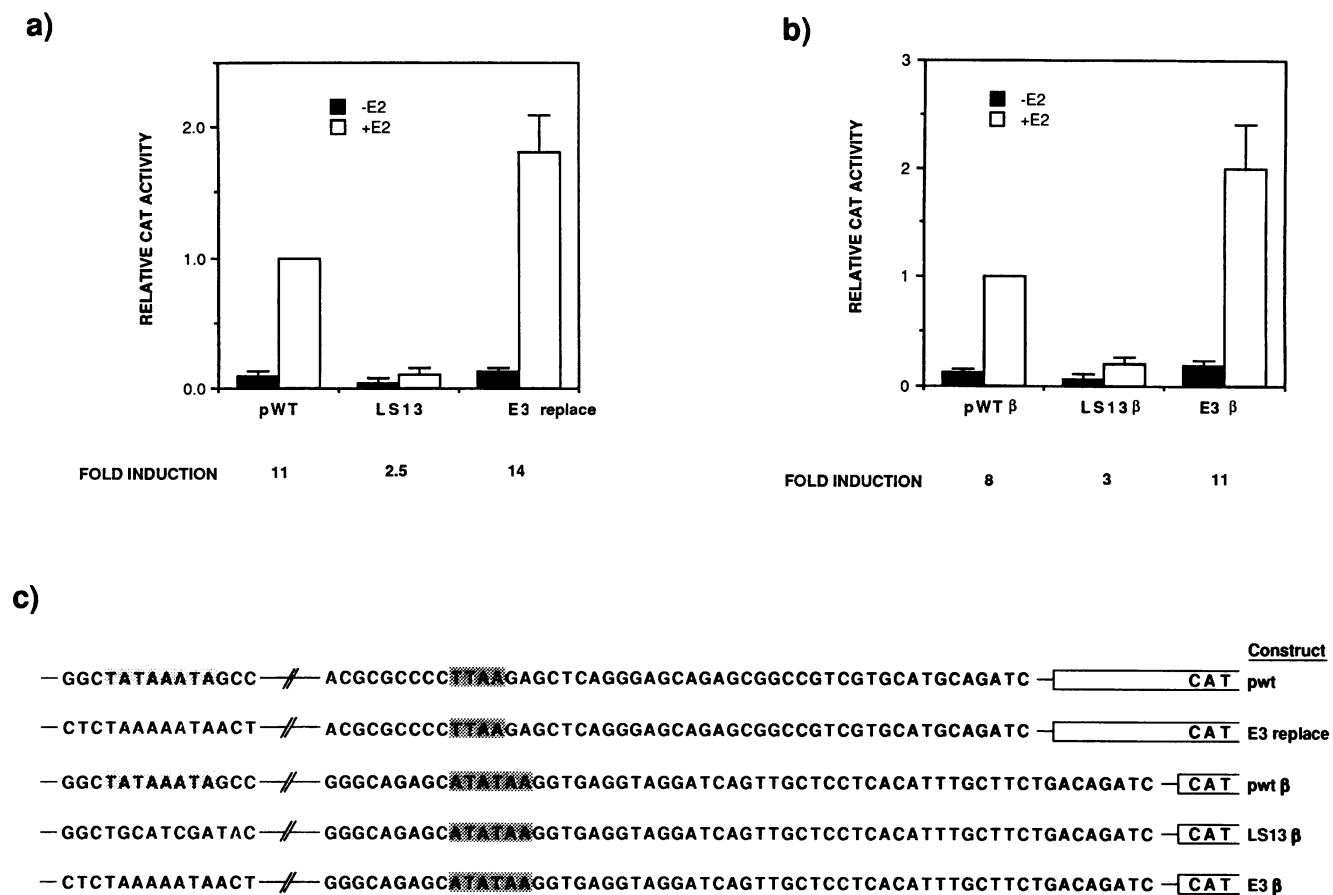 a)
RELATIVE CAT ACTIVITY
2.0
1.0
0.0
-E2
+E2
pWT LS13 E3 replace
FOLD INDUCTION 11 2.5 14
b)
RELATIVE CAT ACTIVITY
3
2
1
0
-E2
+E2
pWT β LS13 β E3 β
FOLD INDUCTION 8 3 11
c)
Construct
GGCTATAAATAGCC // ACGCGCCCCTTAAGAGCTCAGGGAGCAGAGCGGCCGTCGTGCATGCAGATC CAT pwt
CTCTAAAAATAACT // ACGCGCCCCTTAAGAGCTCAGGGAGCAGAGCGGCCGTCGTGCATGCAGATC CAT E3 replace
GGCTATAAATAGCC // GGGCAGAGCATATAAGGTGAGGTAGGATCAGTTGCTCCTCACATTTGCTTCTGACAGATC CAT pwt β
GGCTGCATCGATAC // GGGCAGAGCATATAAGGTGAGGTAGGATCAGTTGCTCCTCACATTTGCTTCTGACAGATC CAT LS13 β
CTCTAAAAATAACT // GGGCAGAGCATATAAGGTGAGGTAGGATCAGTTGCTCCTCACATTTGCTTCTGACAGATC CAT E3 β